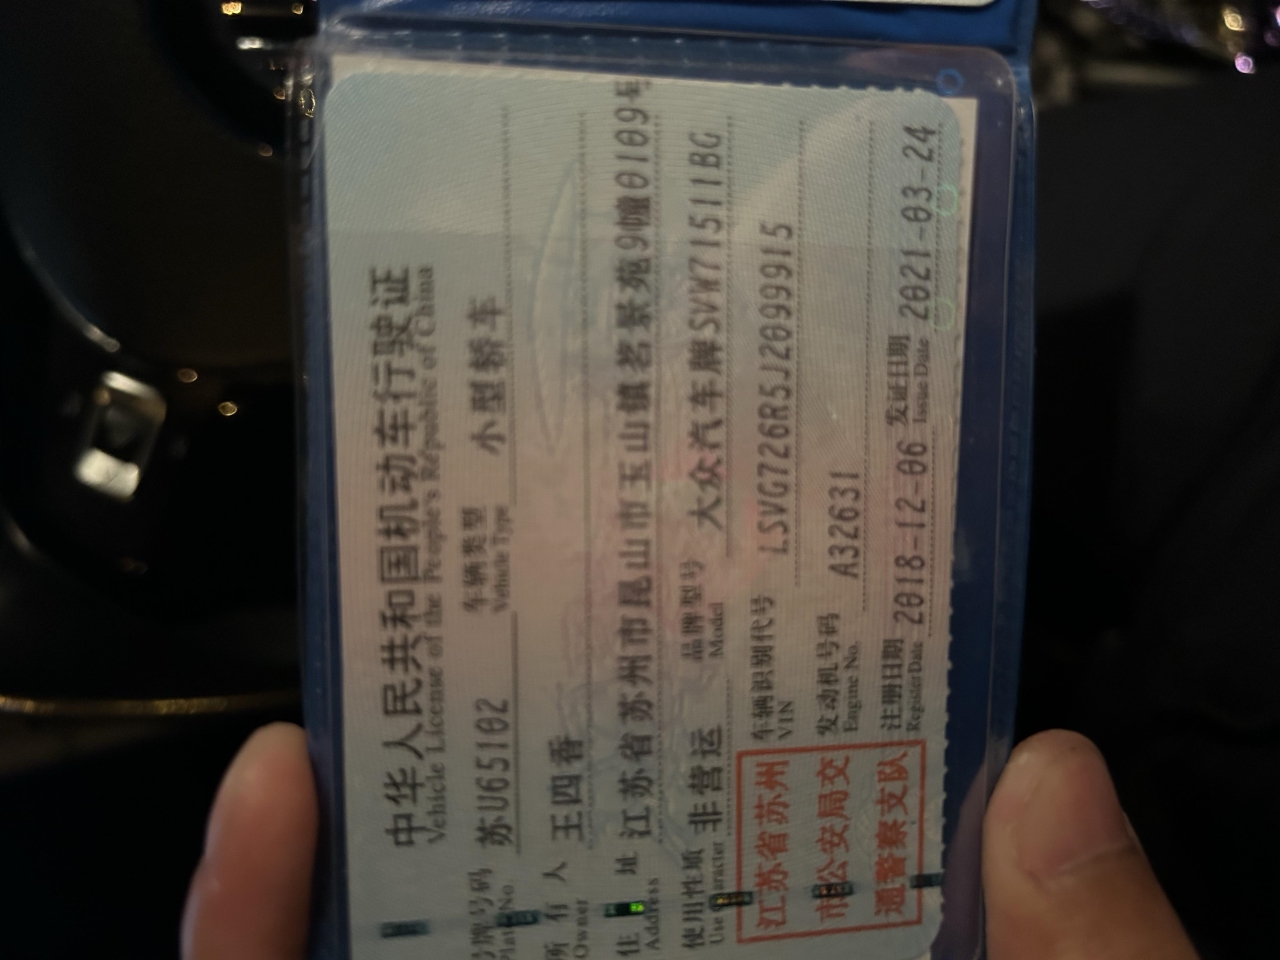 中华人民共和国机动车行驶证
Vehicle License of the People's Republic of China
号牌号码 苏U65102 车辆类型 小型轿车
Plate No. Vehicle Type
所有人 王四香
Owner
住址 江苏省苏州市昆山市玉山镇茗景苑9幢0109号
Address
使用性质 非营运 品牌型号 大众汽车牌SVW71511BG
Use Character Model
车辆识别代号 LSVG726R5J2099915
VIN
发动机号码 A32631
Engine No.
注册日期 2018-12-06 发证日期 2021-03-24
Register Date Issue Date
江苏省苏州
市公安局交
通警察支队